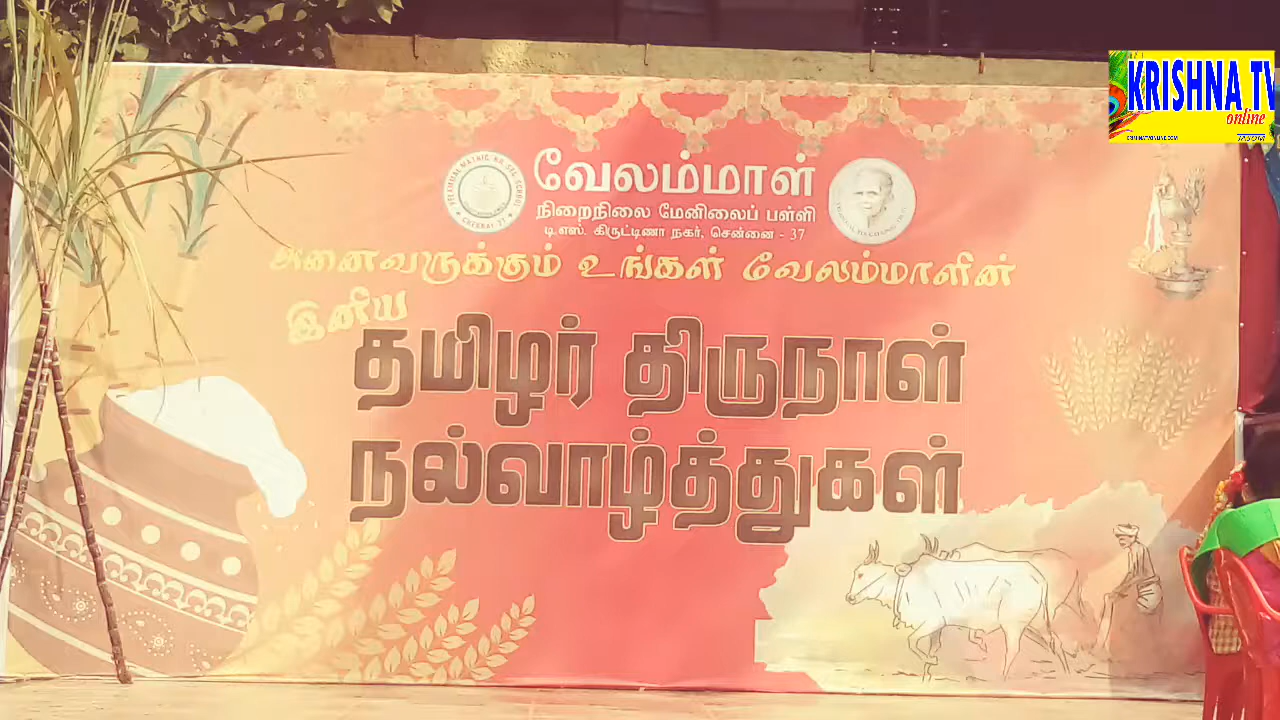 KRISHNA TV
online
வேலம்மாள்
நிறைநிலை மேனிலைப் பள்ளி
டி.எஸ். கிருட்டிணா நகர், சென்னை - 37
அனைவருக்கும் உங்கள் வேலம்மாளின்
இனிய
தமிழர் திருநாள்
நல்வாழ்த்துகள்